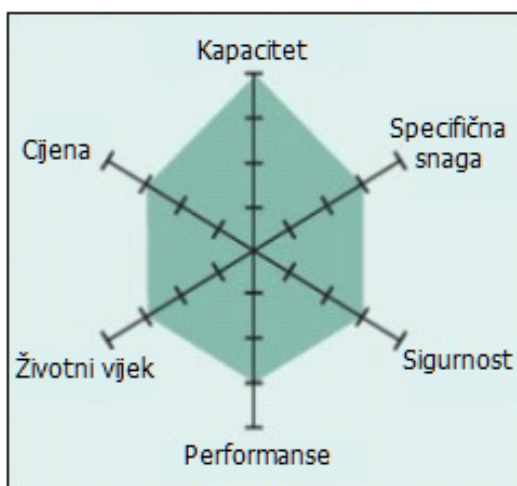 Kapacitet
Specifična
snaga
Cijena
Životni vijek
Sigurnost
Performanse